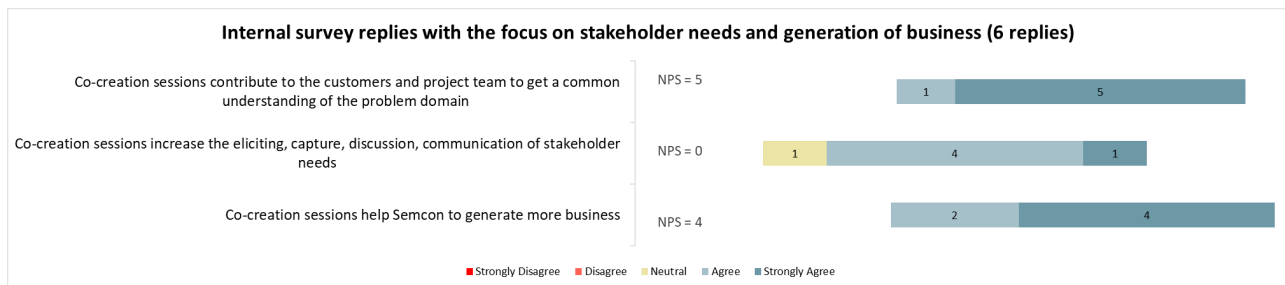 Internal survey replies with the focus on stakeholder needs and generation of business (6 replies)
Co-creation sessions contribute to the customers and project team to get a common
understanding of the problem domain
NPS = 5
1
5
Co-creation sessions increase the eliciting, capture, discussion, communication of stakeholder
needs
NPS = 0
1
4
1
Co-creation sessions help Semcon to generate more business
NPS = 4
2
4
Strongly Disagree
Disagree
Neutral
Agree
Strongly Agree